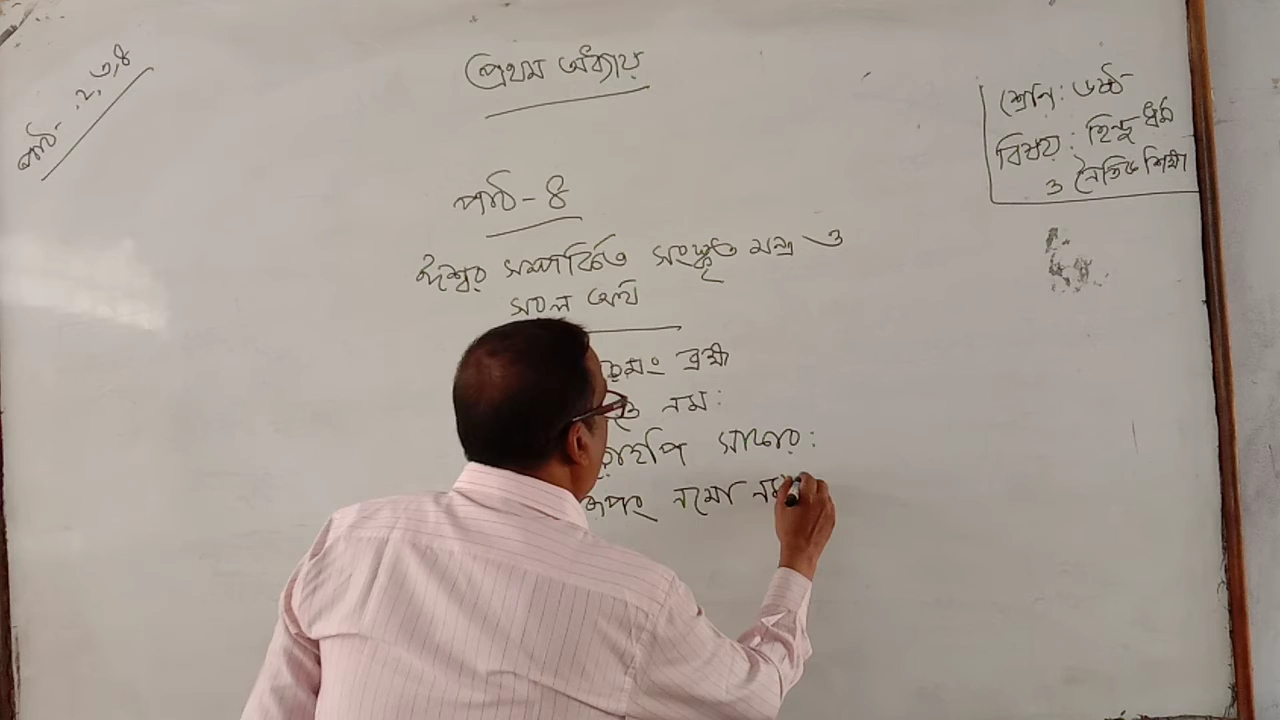 পাঠ- ২, ৩, ৪
প্রথম অধ্যায়
শ্রেণি: ৬ষ্ঠ
বিষয়: হিন্দু ধর্ম
ও নৈতিক শিক্ষা
পাঠ- ৪
ঈশ্বর সম্পর্কিত সংস্কৃত মন্ত্র ও
সরল অর্থ
ব্রহ্ম
নম:
সাগর:
নমো